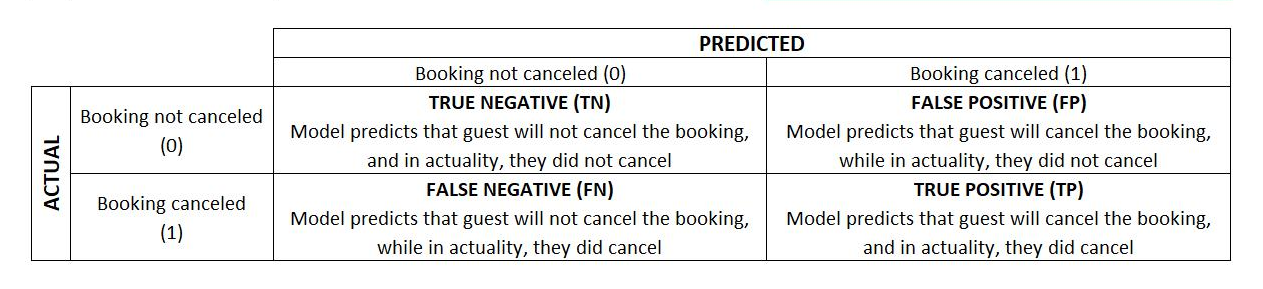 PREDICTED
Booking not canceled (0)
Booking canceled (1)
ACTUAL
Booking not canceled
(0)
TRUE NEGATIVE (TN)
Model predicts that guest will not cancel the booking,
and in actuality, they did not cancel
FALSE POSITIVE (FP)
Model predicts that guest will cancel the booking,
while in actuality, they did not cancel
Booking canceled
(1)
FALSE NEGATIVE (FN)
Model predicts that guest will not cancel the booking,
while in actuality, they did cancel
TRUE POSITIVE (TP)
Model predicts that guest will cancel the booking,
and in actuality, they did cancel